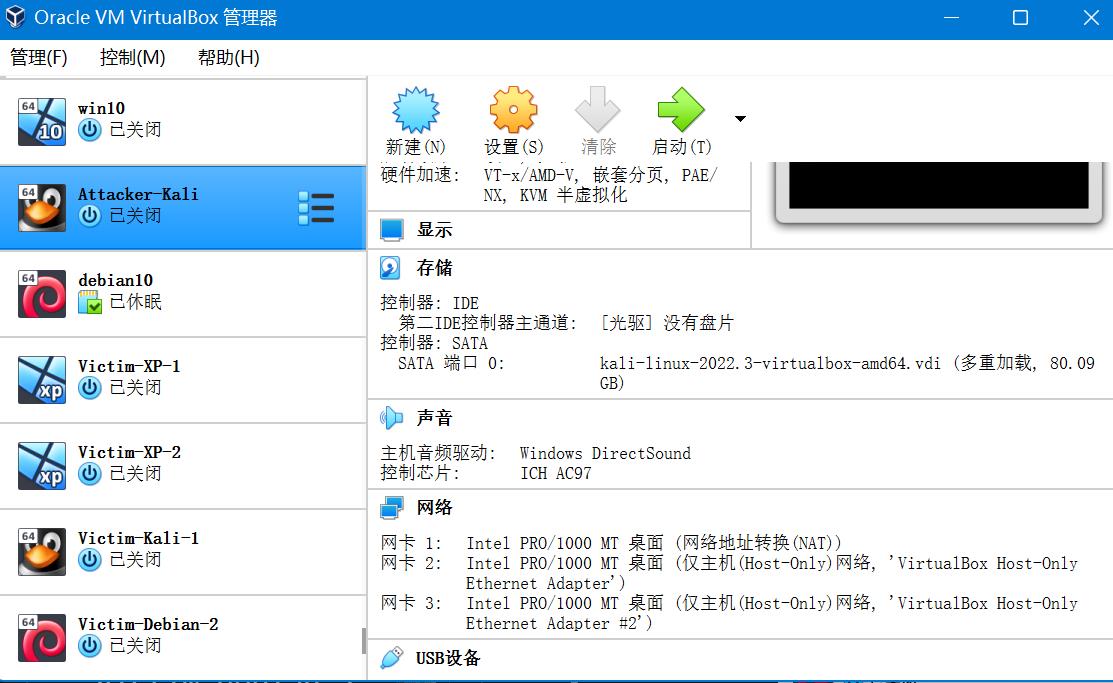 Oracle VM VirtualBox 管理器
管理(F) 控制(M) 帮助(H)
64 10 win10
已关闭
64 Attacker-Kali
已关闭
64 debian10
已休眠
xp Victim-XP-1
已关闭
xp Victim-XP-2
已关闭
64 Victim-Kali-1
已关闭
64 Victim-Debian-2
已关闭
新建(N) 设置(S) 清除 启动(T)
硬件加速: VT-x/AMD-V, 嵌套分页, PAE/
NX, KVM 半虚拟化
显示
存储
控制器: IDE
第二IDE控制器主通道: [光驱] 没有盘片
控制器: SATA
SATA 端口 0: kali-linux-2022.3-virtualbox-amd64.vdi (多重加载, 80.09
GB)
声音
主机音频驱动: Windows DirectSound
控制芯片: ICH AC97
网络
网卡 1: Intel PRO/1000 MT 桌面 (网络地址转换(NAT))
网卡 2: Intel PRO/1000 MT 桌面 (仅主机(Host-Only)网络, 'VirtualBox Host-Only
Ethernet Adapter')
网卡 3: Intel PRO/1000 MT 桌面 (仅主机(Host-Only)网络, 'VirtualBox Host-Only
Ethernet Adapter #2')
USB设备